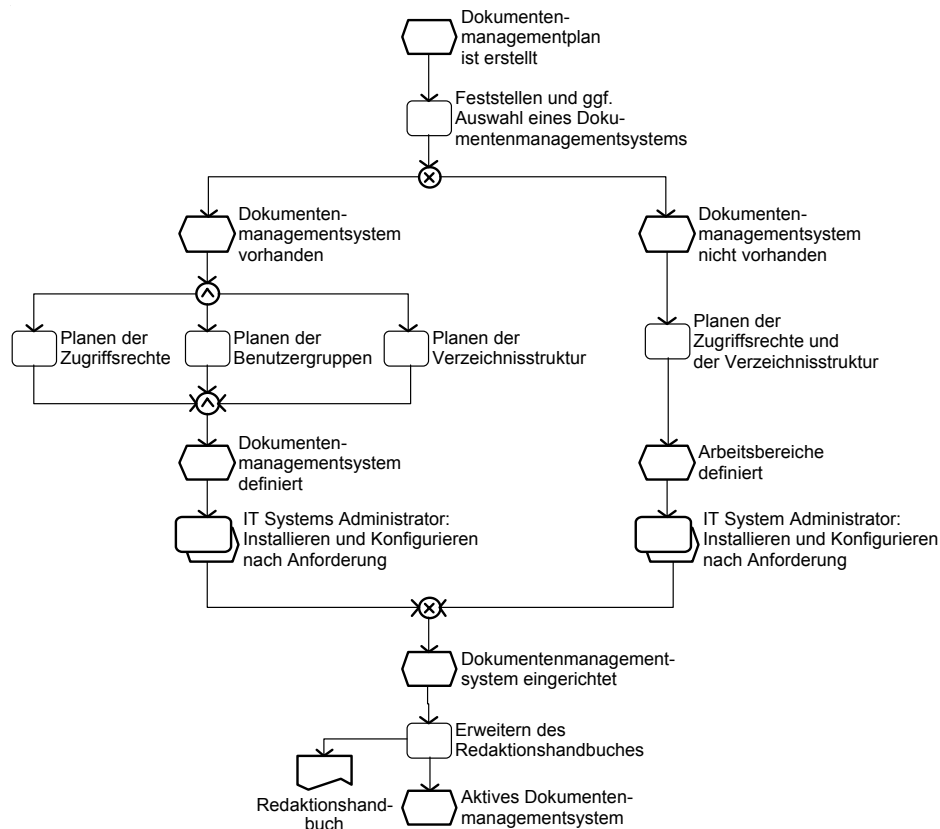 Dokumenten-
managementplan
ist erstellt
Feststellen und ggf.
Auswahl eines Doku-
mentenmanagementsystems
Dokumenten-
managementsystem
vorhanden
Dokumenten-
managementsystem
nicht vorhanden
Planen der
Zugriffsrechte
Planen der
Benutzergruppen
Planen der
Verzeichnisstruktur
Planen der
Zugriffsrechte und
der Verzeichnisstruktur
Dokumenten-
managementsystem
definiert
Arbeitsbereiche
definiert
IT Systems Administrator:
Installieren und Konfigurieren
nach Anforderung
IT System Administrator:
Installieren und Konfigurieren
nach Anforderung
Dokumentenmanagement-
system eingerichtet
Erweitern des
Redaktionshandbuches
Redaktionshand-
buch
Aktives Dokumenten-
managementsystem